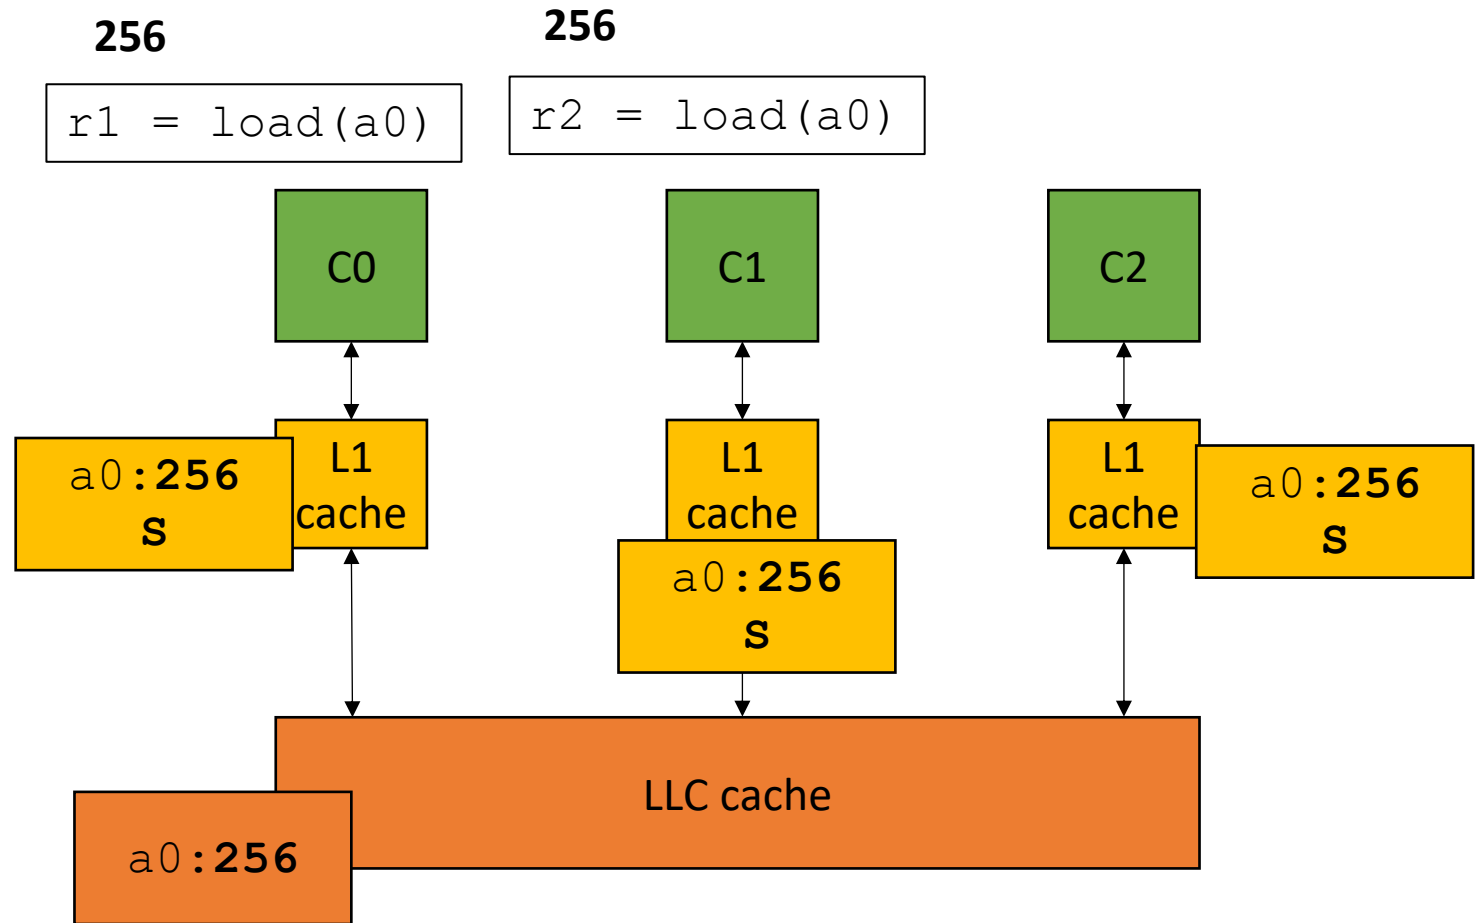 256
256
r1 = load(a0)
r2 = load(a0)
C0
C1
C2
L1
cache
L1
cache
L1
cache
a0:256
S
a0:256
S
a0:256
S
LLC cache
a0:256